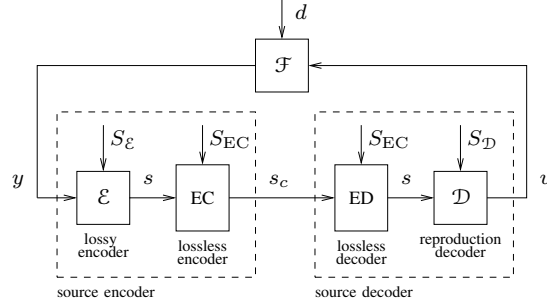 d
ℱ
S_ℰ
S_EC
S_EC
S_𝒟
y
ℰ
s
EC
s_c
ED
s
𝒟
v
lossy
encoder
lossless
encoder
lossless
decoder
reproduction
decoder
source encoder
source decoder